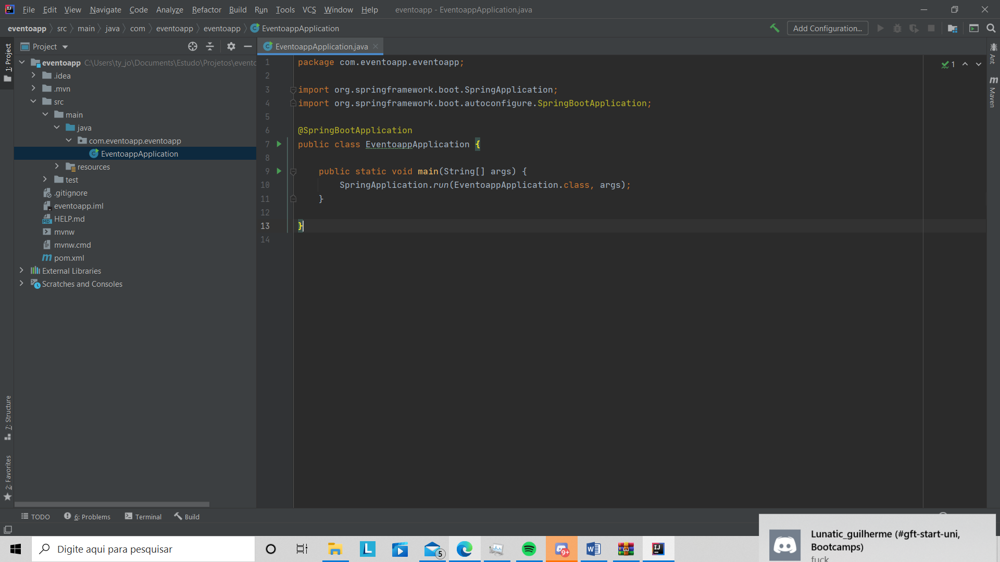 File Edit View Navigate Code Analyze Refactor Build Run Tools VCS Window Help eventoapp - EventoappApplication.java
eventoapp src main java com eventoapp eventoapp EventoappApplication Add Configuration...
1: Project
Project
eventoapp C:\Users\ty_jo\Documents\Estudo\Projetos\evento
.idea
.mvn
src
main
java
com.eventoapp.eventoapp
EventoappApplication
resources
test
.gitignore
eventoapp.iml
HELP.md
mvnw
mvnw.cmd
pom.xml
External Libraries
Scratches and Consoles
7: Structure
2: Favorites
EventoappApplication.java
1 package com.eventoapp.eventoapp;
2
3 import org.springframework.boot.SpringApplication;
4 import org.springframework.boot.autoconfigure.SpringBootApplication;
5
6 @SpringBootApplication
7 public class EventoappApplication {
8
9 public static void main(String[] args) {
10 SpringApplication.run(EventoappApplication.class, args);
11 }
12
13 }
14
1
Ant
Maven
TODO 6: Problems Terminal Build
Digite aqui para pesquisar
5
9+
Lunatic_guilherme (#gft-start-uni,
Bootcamps)
fuck